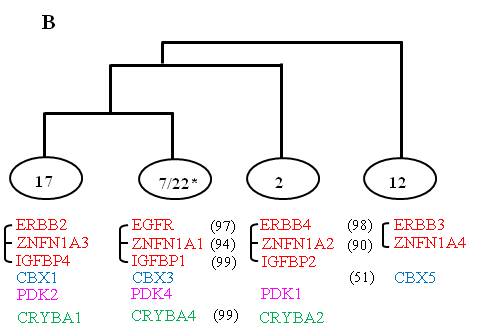 B
17 7/22* 2 12
ERBB2 EGFR (97) ERBB4 (98) ERBB3
ZNFN1A3 ZNFN1A1 (94) ZNFN1A2 (90) ZNFN1A4
IGFBP4 IGFBP1 (99) IGFBP2
CBX1 CBX3 (51) CBX5
PDK2 PDK4 PDK1
CRYBA1 CRYBA4 (99) CRYBA2